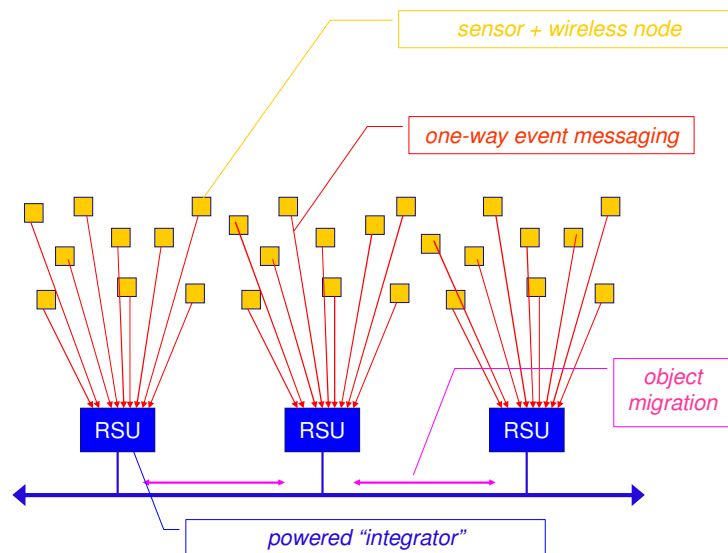 sensor + wireless node
one-way event messaging
object
migration
RSU RSU RSU
powered “integrator”